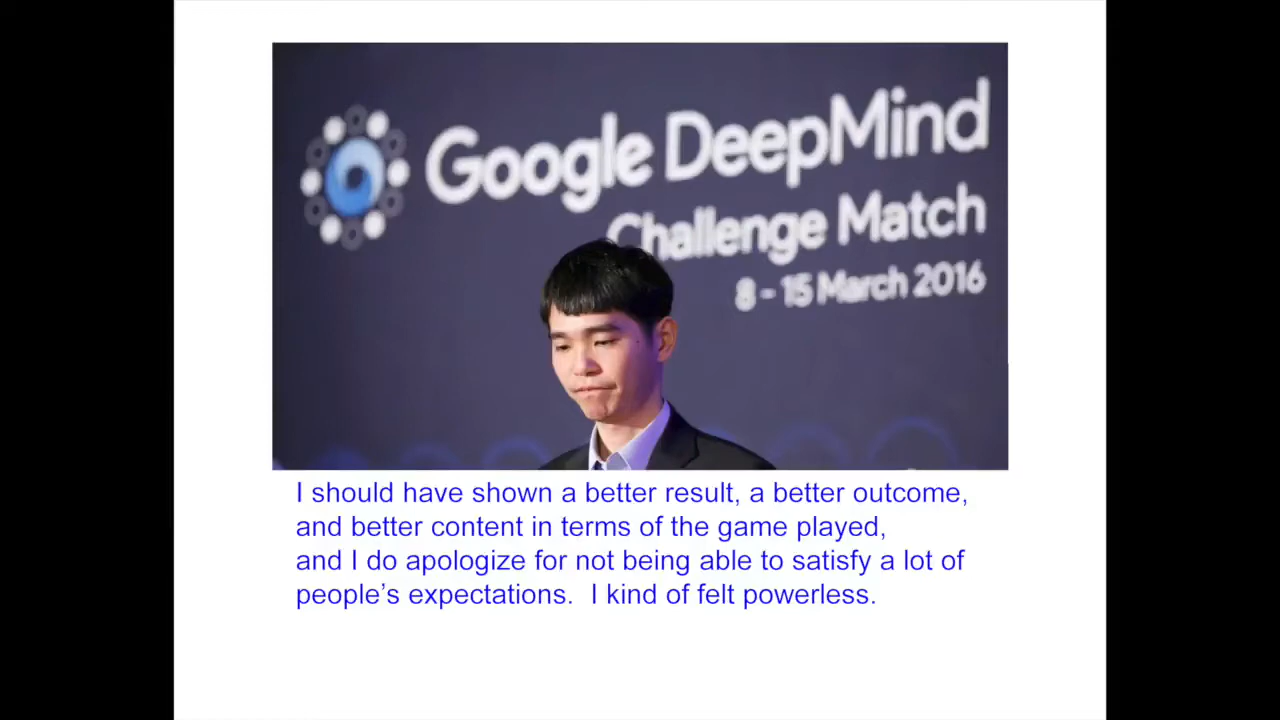 Google DeepMind
Challenge Match
8 - 15 March 2016
I should have shown a better result, a better outcome,
and better content in terms of the game played,
and I do apologize for not being able to satisfy a lot of
people’s expectations.  I kind of felt powerless.